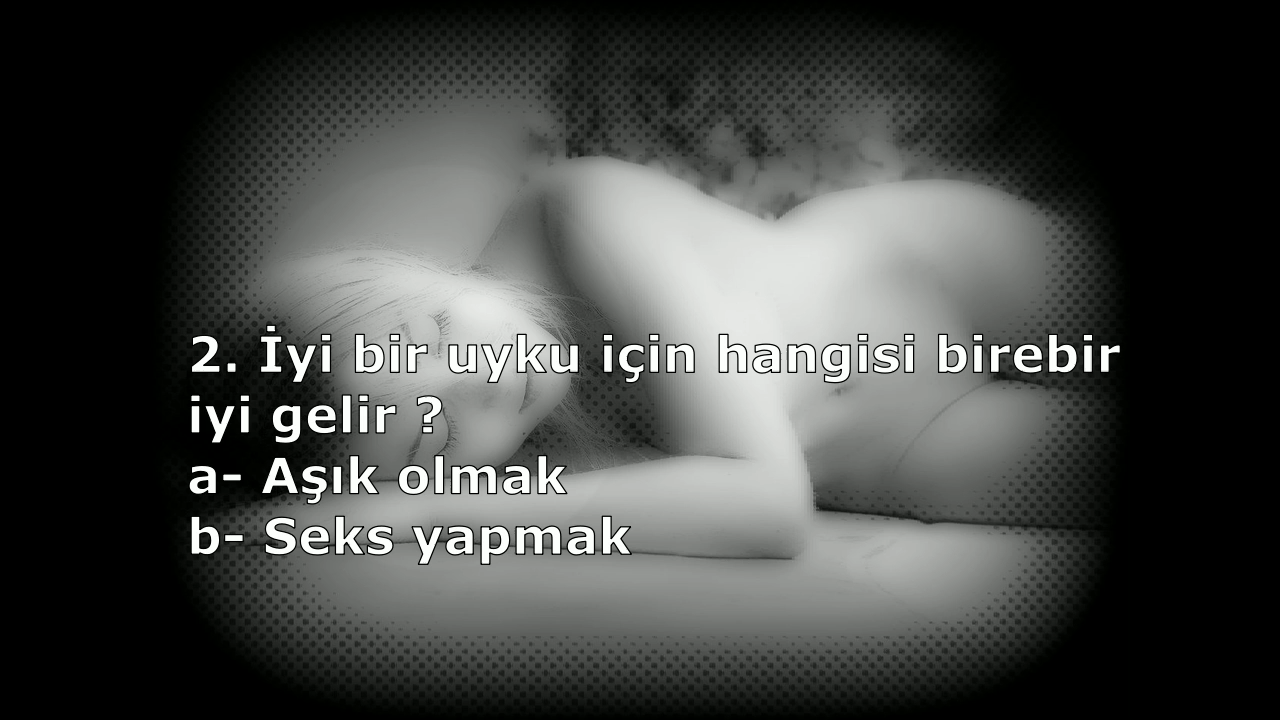 2. İyi bir uyku için hangisi birebir
iyi gelir ?
a- Aşık olmak
b- Seks yapmak